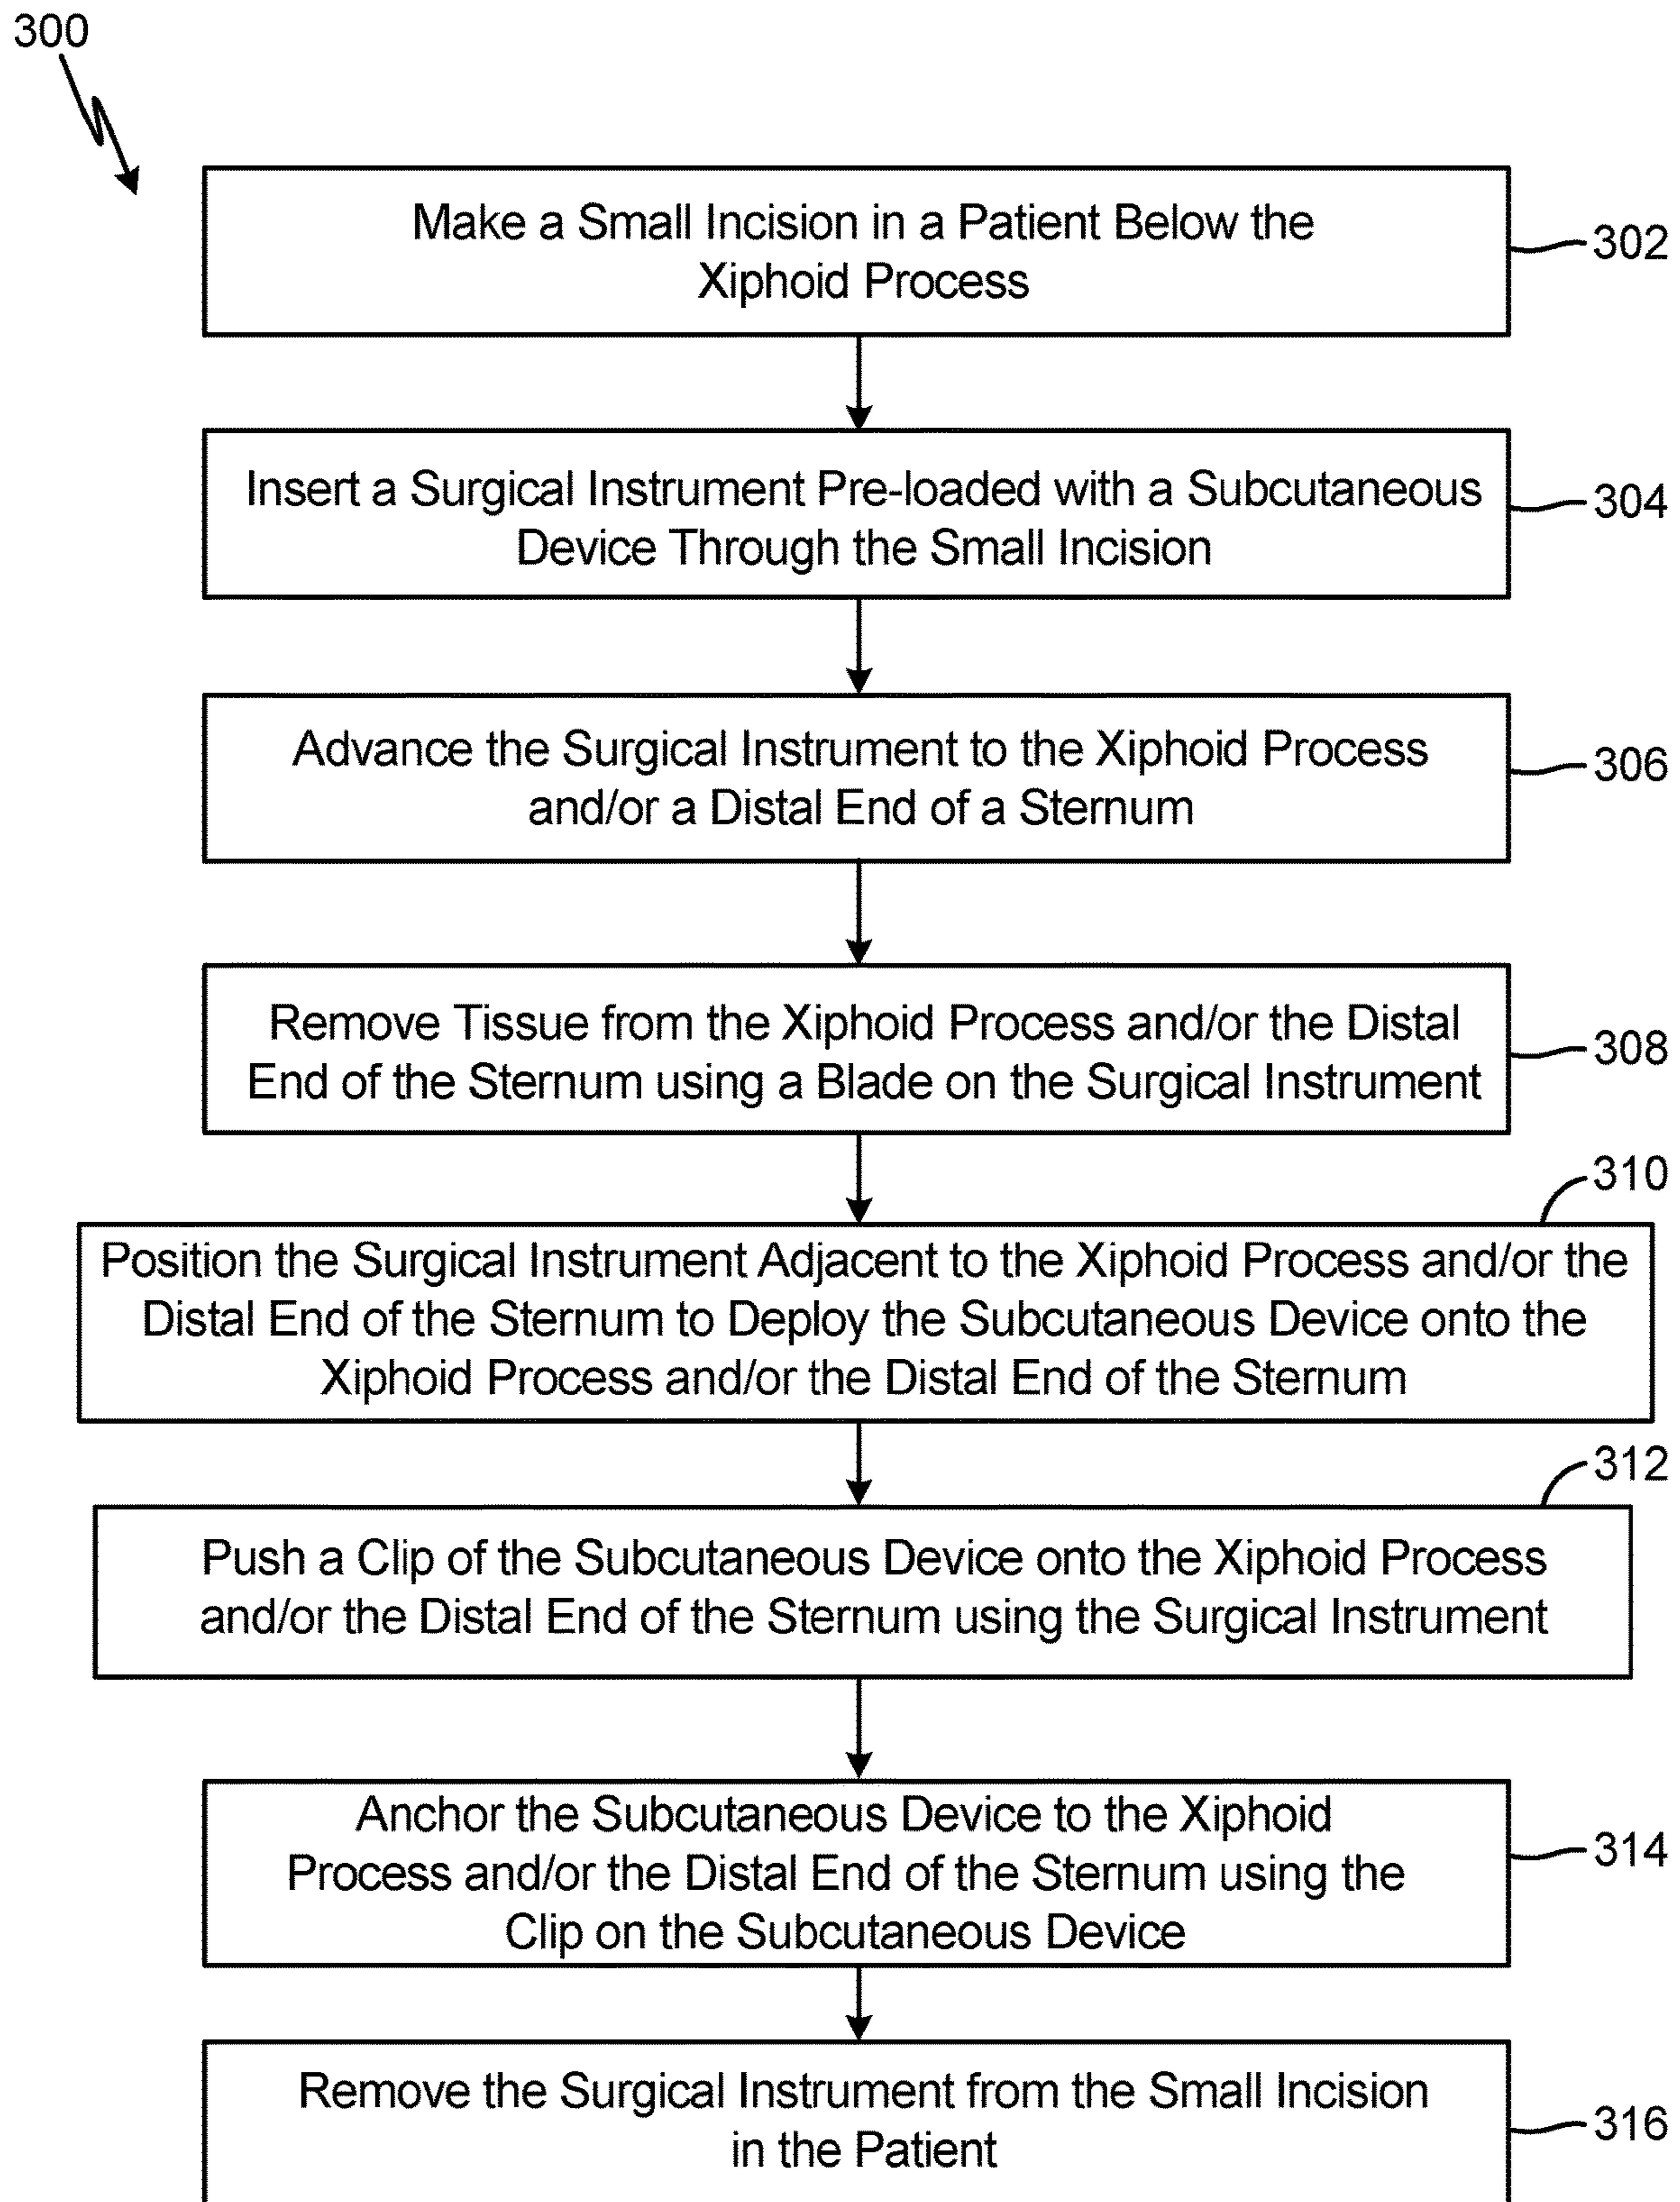 300
Make a Small Incision in a Patient Below the
Xiphoid Process
302
Insert a Surgical Instrument Pre-loaded with a Subcutaneous
Device Through the Small Incision
304
Advance the Surgical Instrument to the Xiphoid Process
and/or a Distal End of a Sternum
306
Remove Tissue from the Xiphoid Process and/or the Distal
End of the Sternum using a Blade on the Surgical Instrument
308
310
Position the Surgical Instrument Adjacent to the Xiphoid Process and/or the
Distal End of the Sternum to Deploy the Subcutaneous Device onto the
Xiphoid Process and/or the Distal End of the Sternum
312
Push a Clip of the Subcutaneous Device onto the Xiphoid Process
and/or the Distal End of the Sternum using the Surgical Instrument
Anchor the Subcutaneous Device to the Xiphoid
Process and/or the Distal End of the Sternum using the
Clip on the Subcutaneous Device
314
Remove the Surgical Instrument from the Small Incision
in the Patient
316